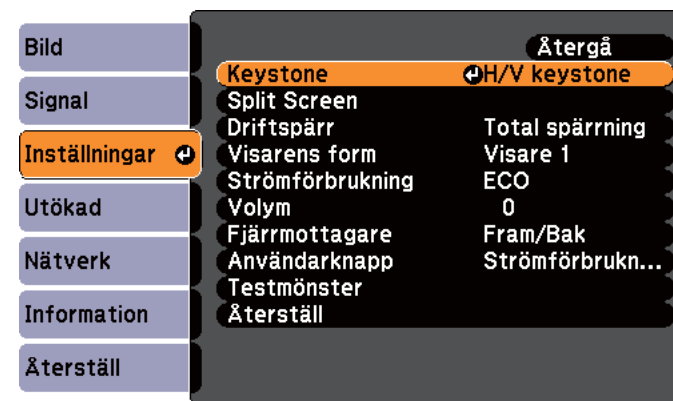 Bild
Signal
Inställningar
Utökad
Nätverk
Information
Återställ
Återgå
Keystone H/V keystone
Split Screen
Driftspärr Total spärrning
Visarens form Visare 1
Strömförbrukning ECO
Volym 0
Fjärrmottagare Fram/Bak
Användarknapp Strömförbrukn...
Testmönster
Återställ